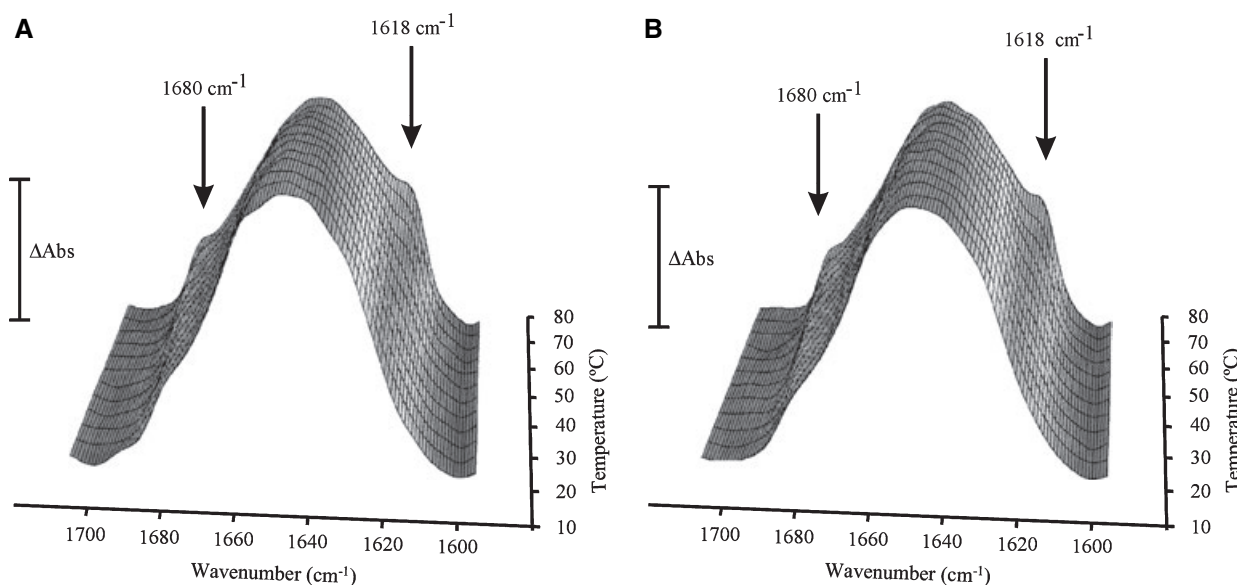 A
1618 cm⁻¹
1680 cm⁻¹
ΔAbs
80
70
60
50
40
30
20
10
Temperature (ºC)
1700 1680 1660 1640 1620 1600
Wavenumber (cm⁻¹)
B
1618 cm⁻¹
1680 cm⁻¹
ΔAbs
80
70
60
50
40
30
20
10
Temperature (ºC)
1700 1680 1660 1640 1620 1600
Wavenumber (cm⁻¹)